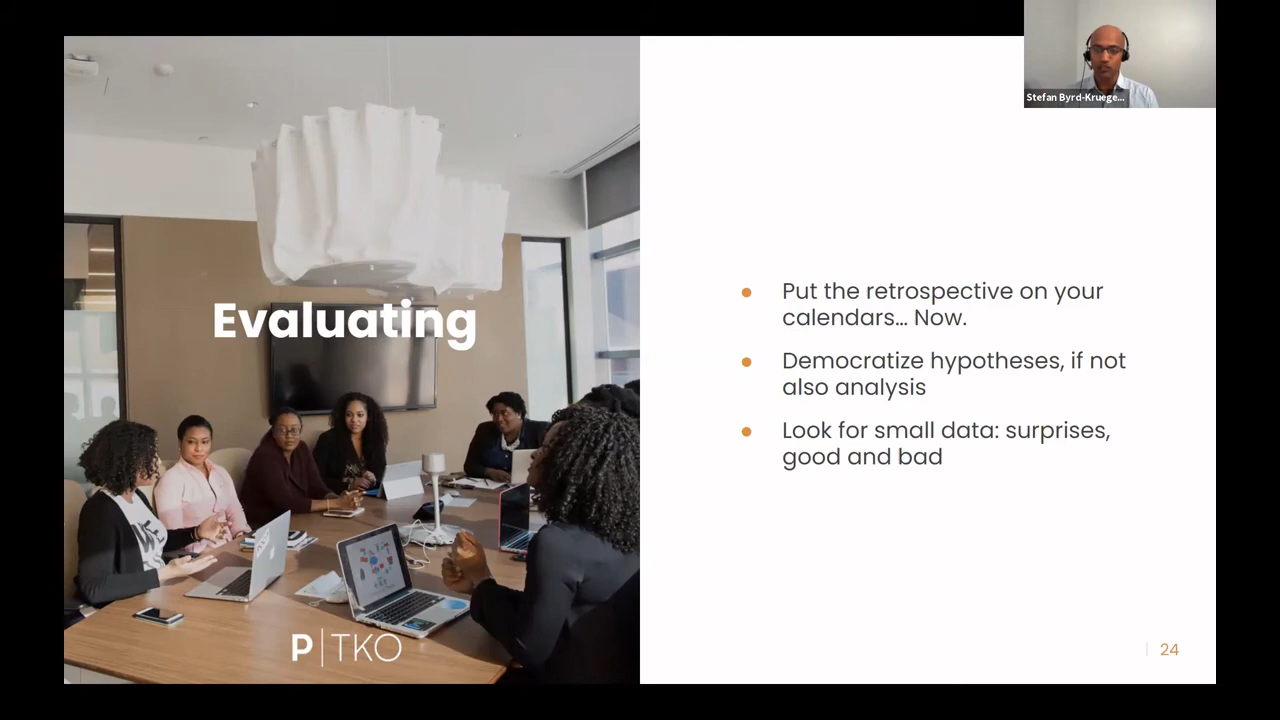 Stefan Byrd-Kruege...
Evaluating
Put the retrospective on your
calendars... Now.
Democratize hypotheses, if not
also analysis
Look for small data: surprises,
good and bad
P|TKO
24